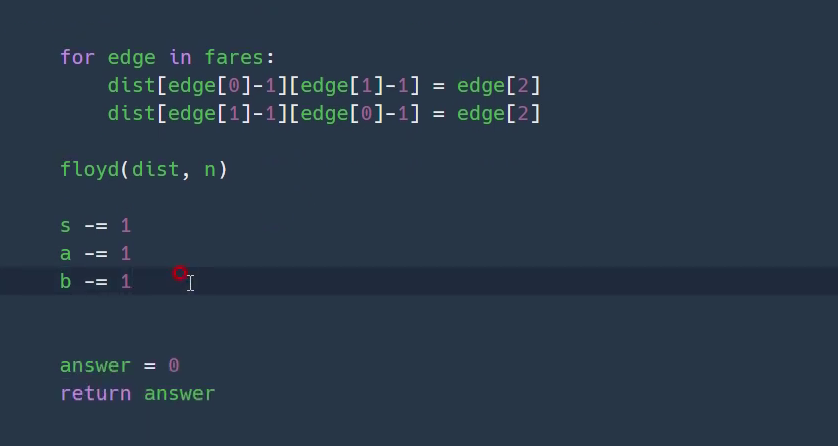 for edge in fares:
    dist[edge[0]-1][edge[1]-1] = edge[2]
    dist[edge[1]-1][edge[0]-1] = edge[2]
floyd(dist, n)
s -= 1
a -= 1
b -= 1
answer = 0
return answer